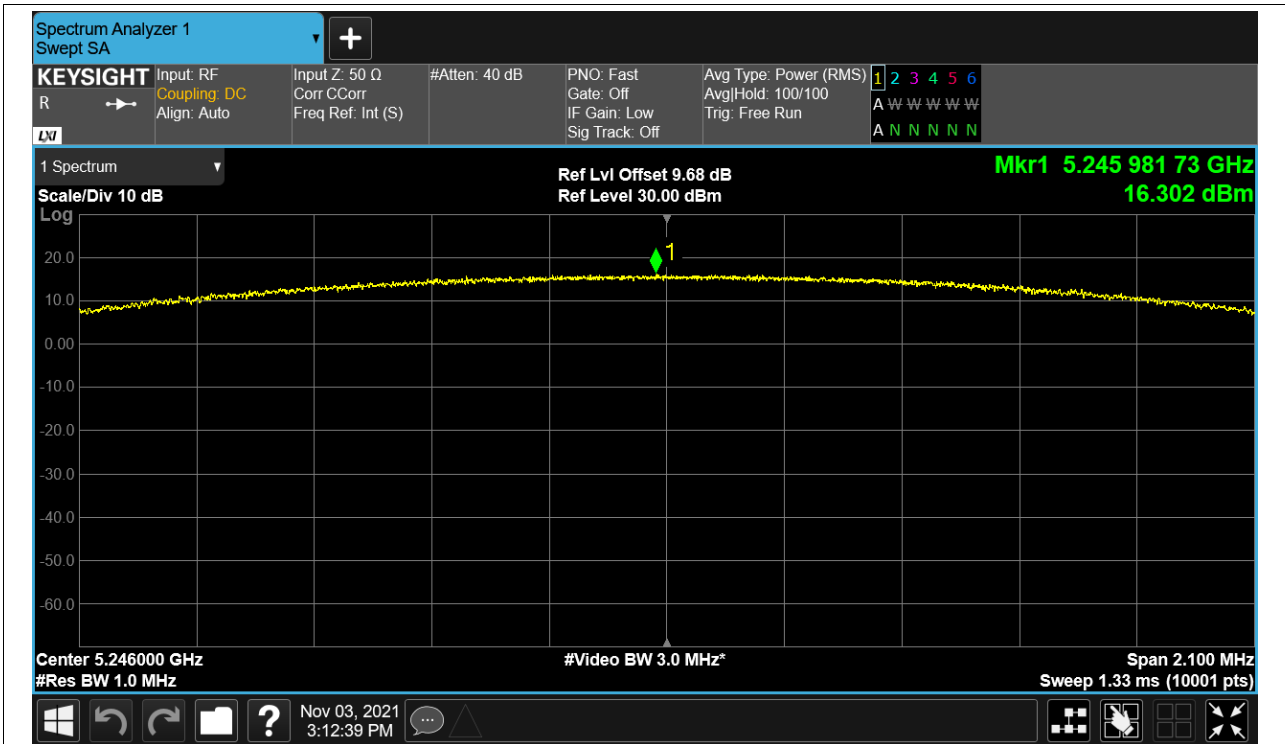 Spectrum Analyzer 1
Swept SA
KEYSIGHT
R
LXI
Input: RF
Coupling: DC
Align: Auto
Input Z: 50 Ω
Corr CCorr
Freq Ref: Int (S)
#Atten: 40 dB
PNO: Fast
Gate: Off
IF Gain: Low
Sig Track: Off
Avg Type: Power (RMS)
Avg|Hold: 100/100
Trig: Free Run
1 2 3 4 5 6
A W W W W W
A N N N N N
1 Spectrum
Scale/Div 10 dB
Ref Lvl Offset 9.68 dB
Ref Level 30.00 dBm
Mkr1 5.245 981 73 GHz
16.302 dBm
Log
1
20.0
10.0
0.00
-10.0
-20.0
-30.0
-40.0
-50.0
-60.0
Center 5.246000 GHz
#Res BW 1.0 MHz
#Video BW 3.0 MHz*
Span 2.100 MHz
Sweep 1.33 ms (10001 pts)
?
Nov 03, 2021
3:12:39 PM